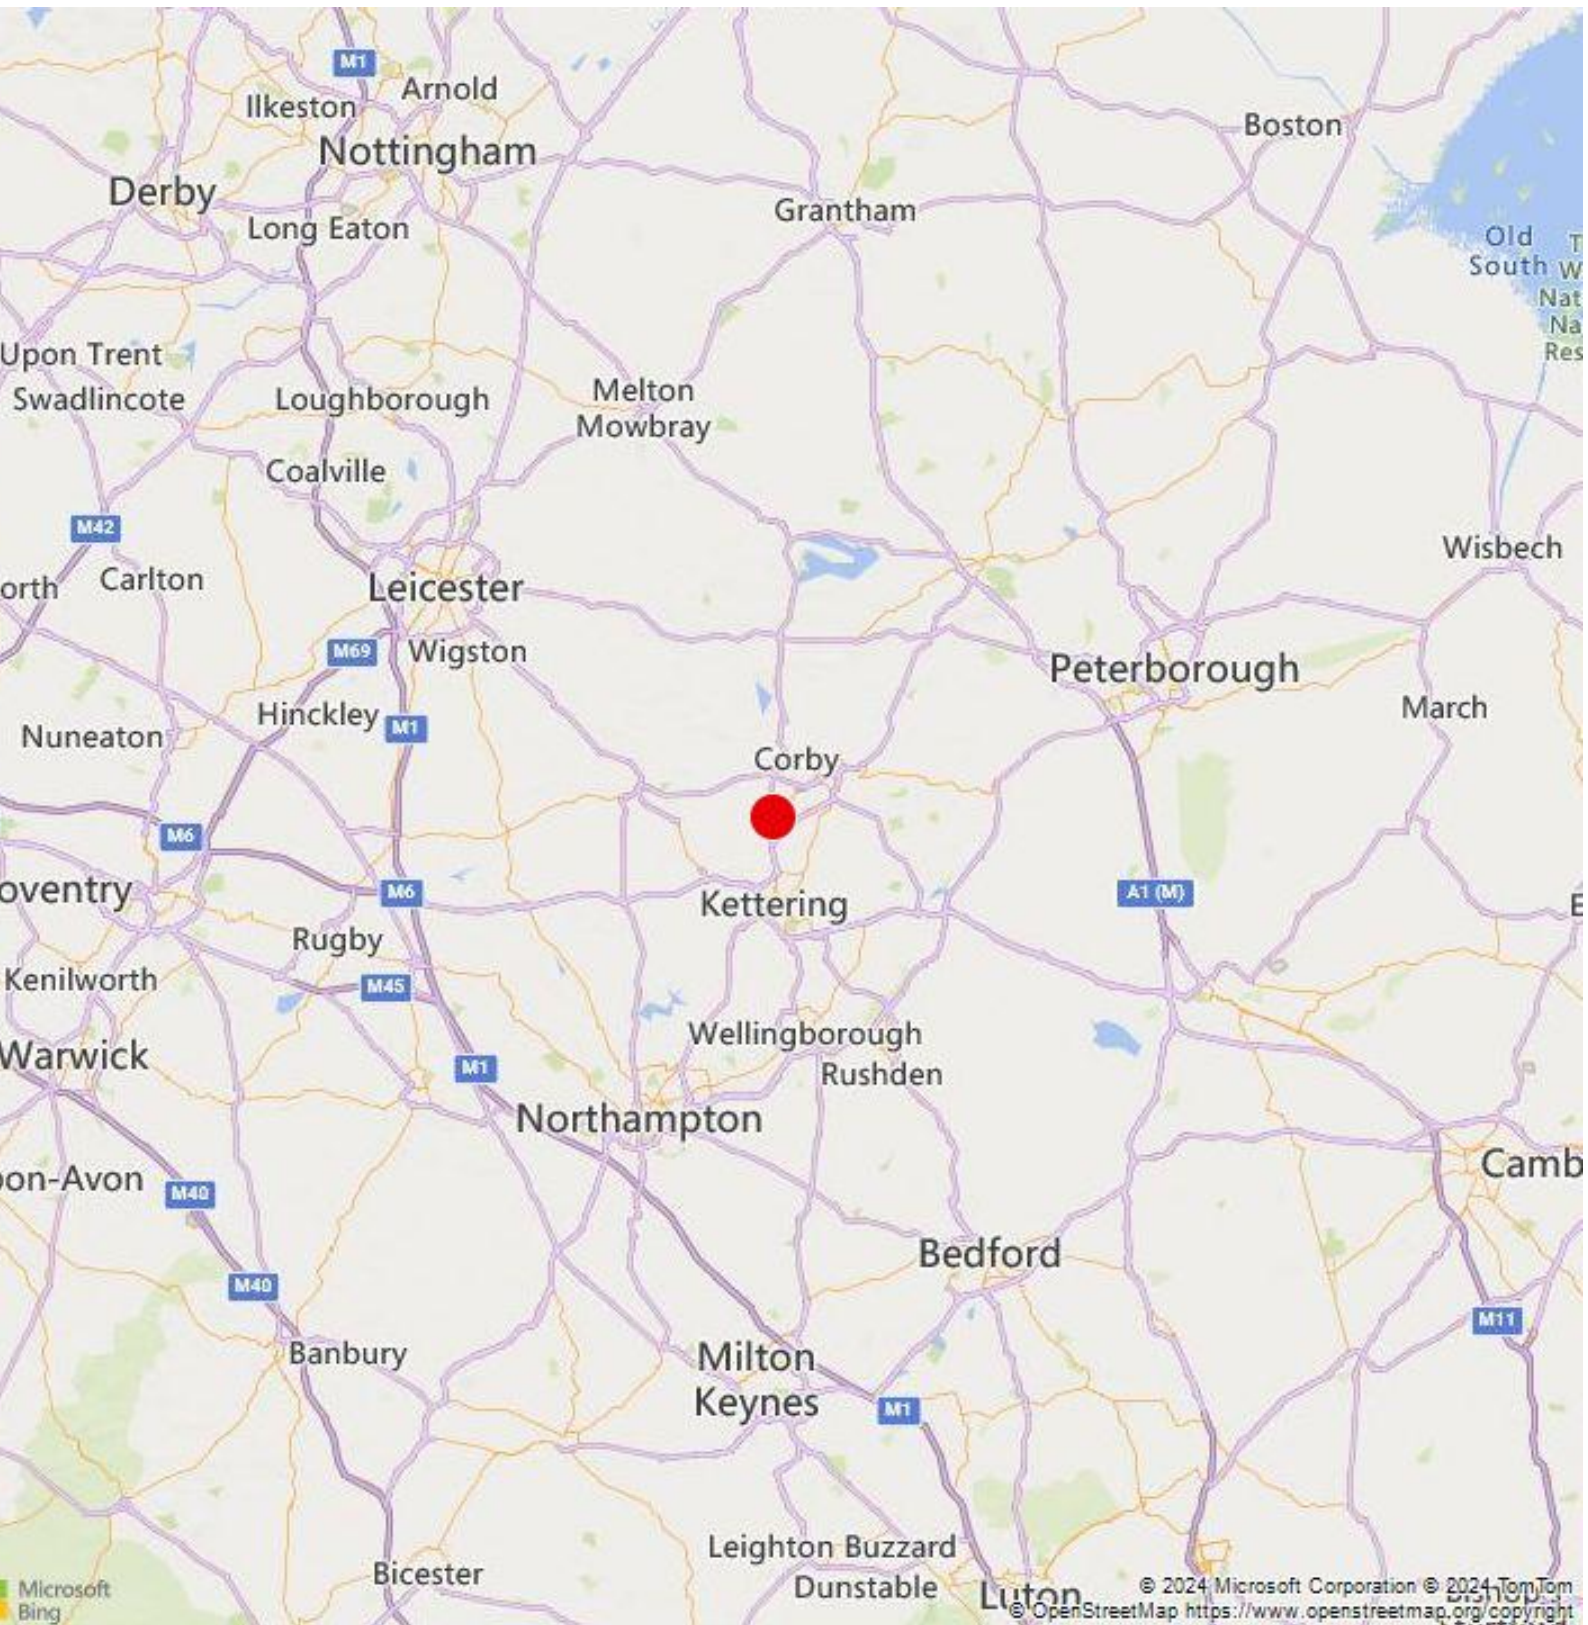 M1
Arnold
Ilkeston
Boston
Nottingham
Derby
Grantham
Long Eaton
Old
South
T
W
Nat
Na
Res
Upon Trent
Swadlincote
Loughborough
Melton
Mowbray
Coalville
M42
Wisbech
orth
Carlton
Leicester
M69
Wigston
Peterborough
Hinckley
M1
March
Nuneaton
Corby
M6
oventry
M6
A1 (M)
Kettering
E
Rugby
Kenilworth
M45
Wellingborough
Warwick
M1
Rushden
Northampton
Camb
on-Avon
M40
Bedford
M40
M11
Banbury
Milton
Keynes
M1
Leighton Buzzard
Bicester
Dunstable
Luton
Microsoft
Bing
© 2024 Microsoft Corporation © 2024 TomTom
© OpenStreetMap https://www.openstreetmap.org/copyright